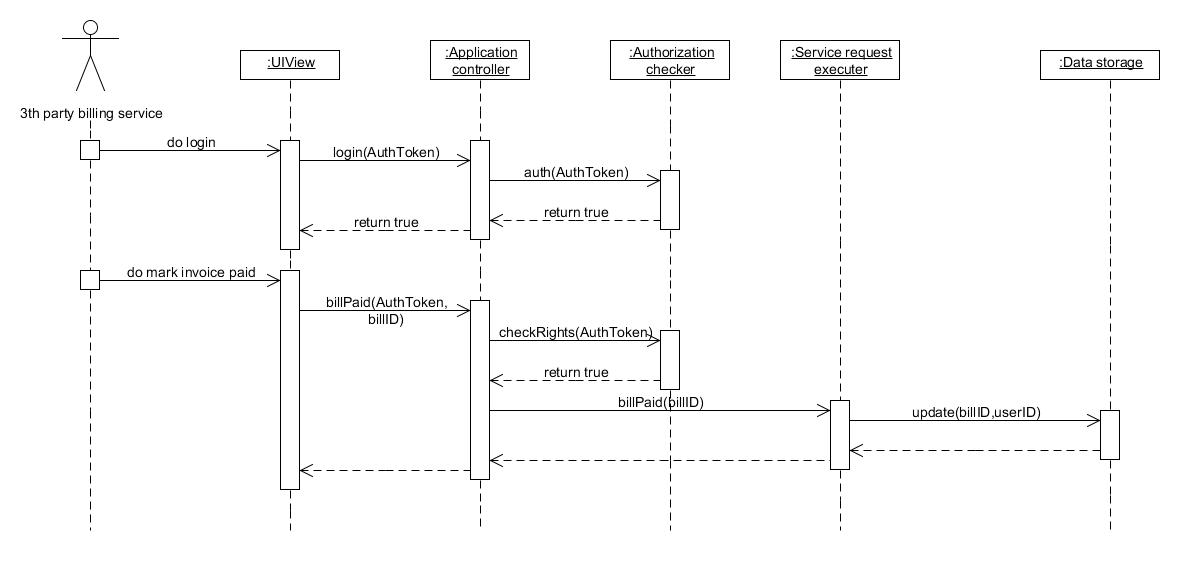 :UIView
:Application
controller
:Authorization
checker
:Service request
executer
:Data storage
3th party billing service
do login
login(AuthToken)
auth(AuthToken)
return true
return true
do mark invoice paid
billPaid(AuthToken,
billID)
checkRights(AuthToken)
return true
billPaid(billID)
update(billID,userID)